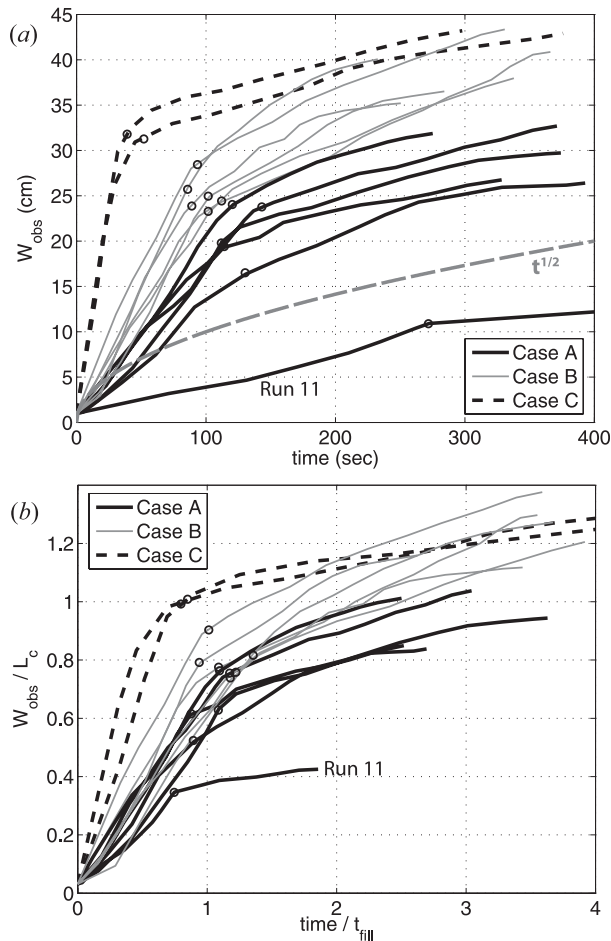 (a)
45
40
35
30
25
20
15
10
5
0
W_obs (cm)
t^1/2
Run 11
Case A
Case B
Case C
0 100 200 300 400
time (sec)
(b)
Case A
Case B
Case C
1.2
1
0.8
0.6
0.4
0.2
0
W_obs / L_c
Run 11
0 1 2 3 4
time / t_fill